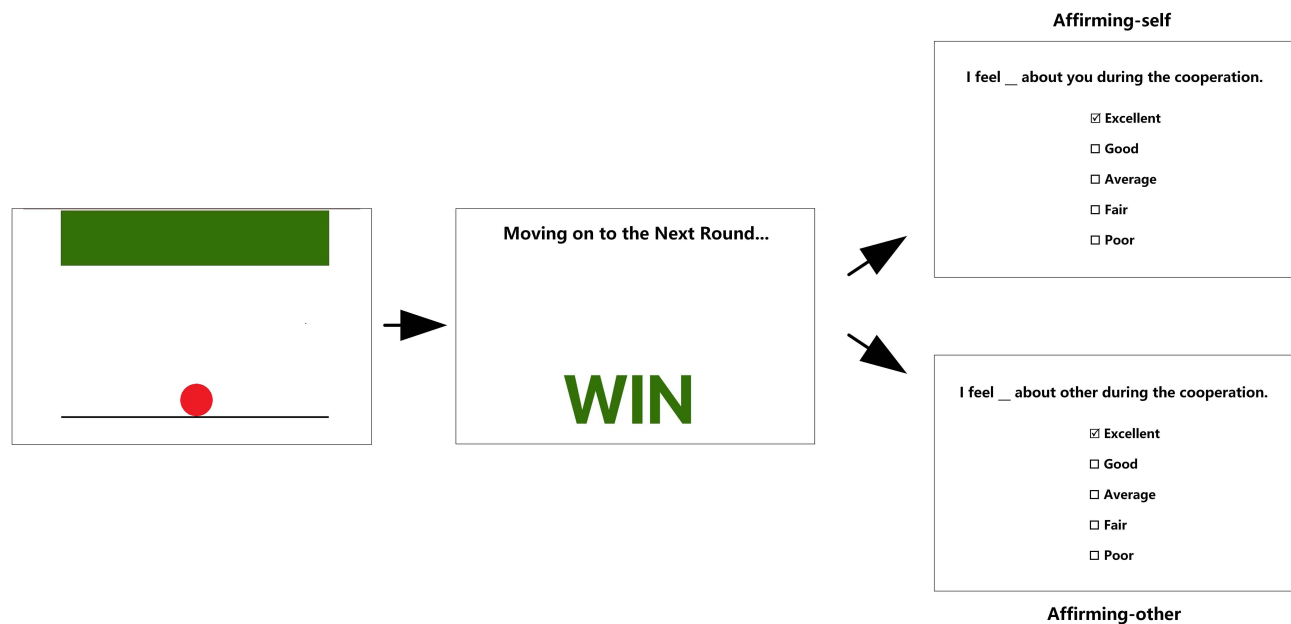 Affirming-self
I feel __ about you during the cooperation.
☑ Excellent
☐ Good
☐ Average
☐ Fair
☐ Poor
Moving on to the Next Round...
WIN
I feel __ about other during the cooperation.
☑ Excellent
☐ Good
☐ Average
☐ Fair
☐ Poor
Affirming-other